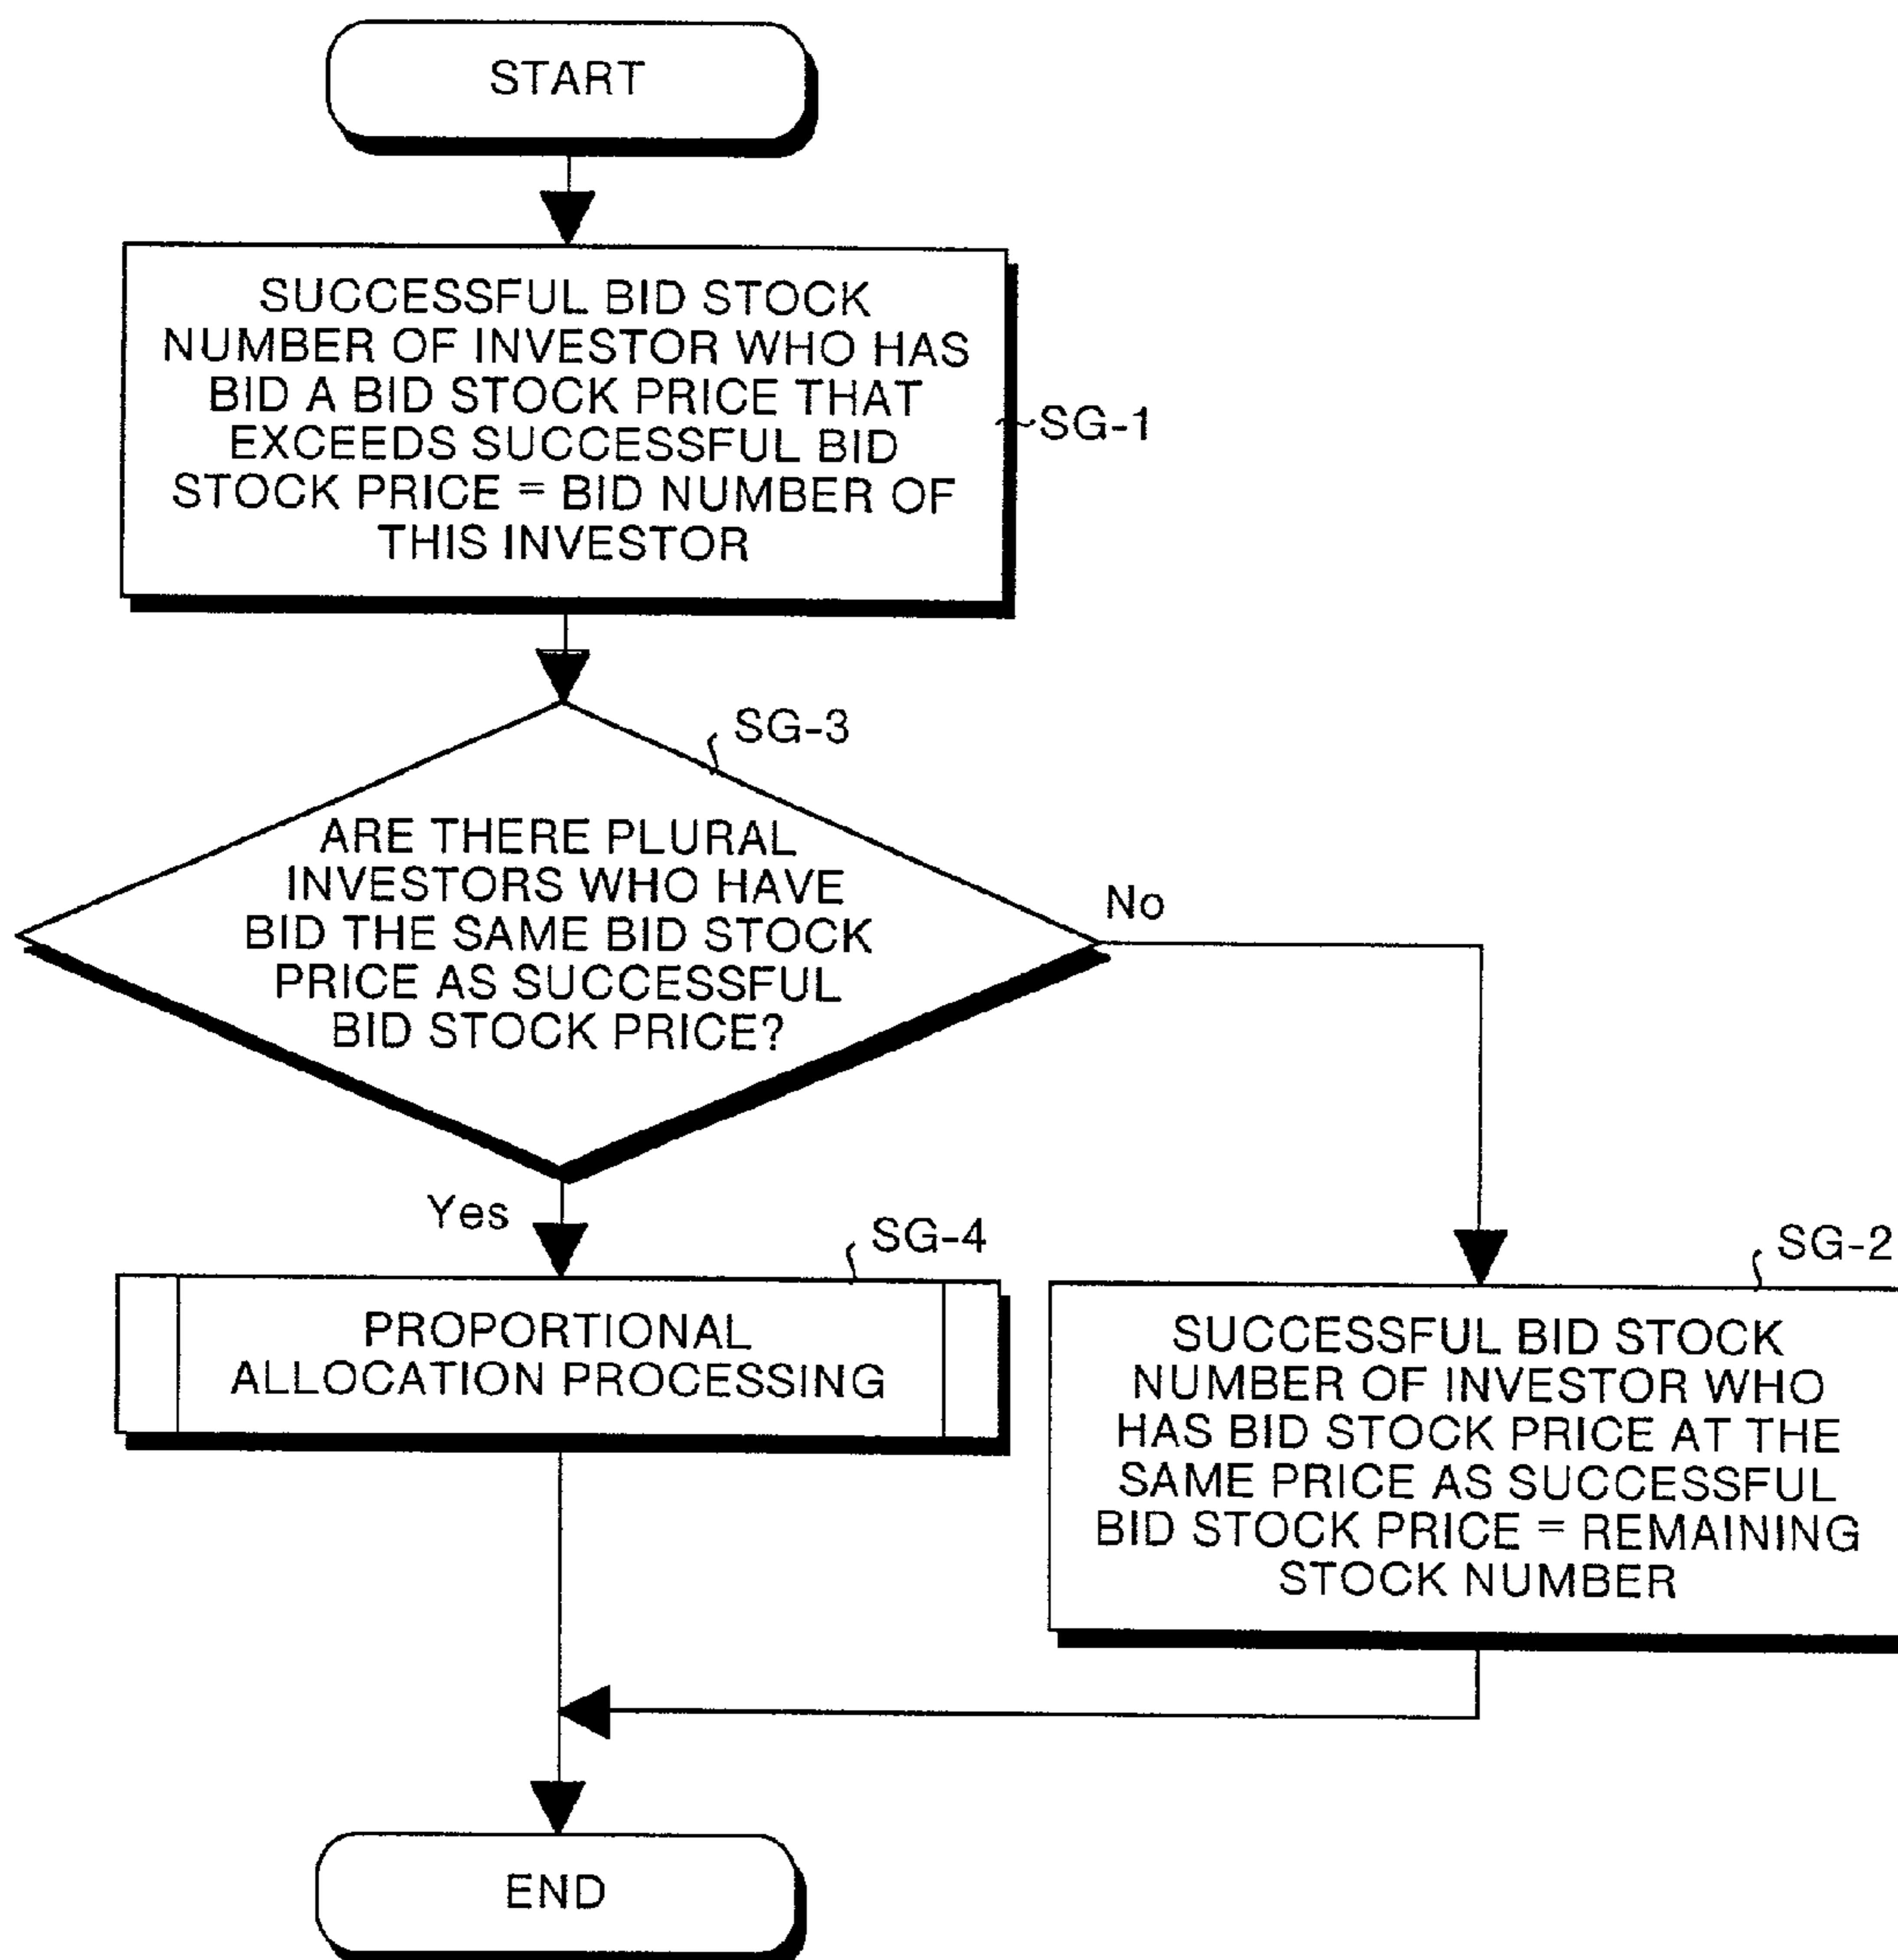 START
SUCCESSFUL BID STOCK
NUMBER OF INVESTOR WHO HAS
BID A BID STOCK PRICE THAT
EXCEEDS SUCCESSFUL BID
STOCK PRICE = BID NUMBER OF
THIS INVESTOR
SG-1
SG-3
ARE THERE PLURAL
INVESTORS WHO HAVE
BID THE SAME BID STOCK
PRICE AS SUCCESSFUL
BID STOCK PRICE?
No
Yes
SG-4
PROPORTIONAL
ALLOCATION PROCESSING
SG-2
SUCCESSFUL BID STOCK
NUMBER OF INVESTOR WHO
HAS BID STOCK PRICE AT THE
SAME PRICE AS SUCCESSFUL
BID STOCK PRICE = REMAINING
STOCK NUMBER
END